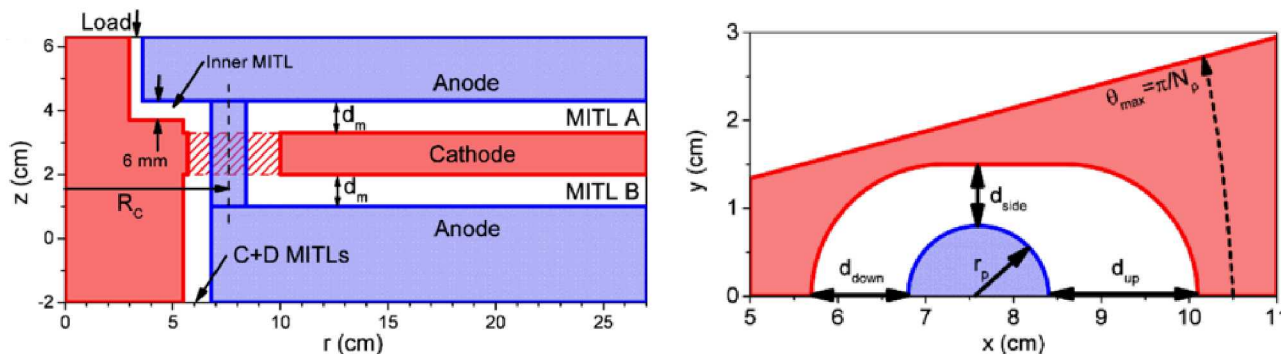 Load
Inner MITL
Anode
d_m
MITL A
6 mm
Cathode
d_m
MITL B
R_C
Anode
C+D MITLs
6
4
2
0
-2
z (cm)
0 5 10 15 20 25
r (cm)
θ_max=π/N_p
d_side
r_p
d_down
d_up
3
2
1
0
y (cm)
5 6 7 8 9 10 11
x (cm)